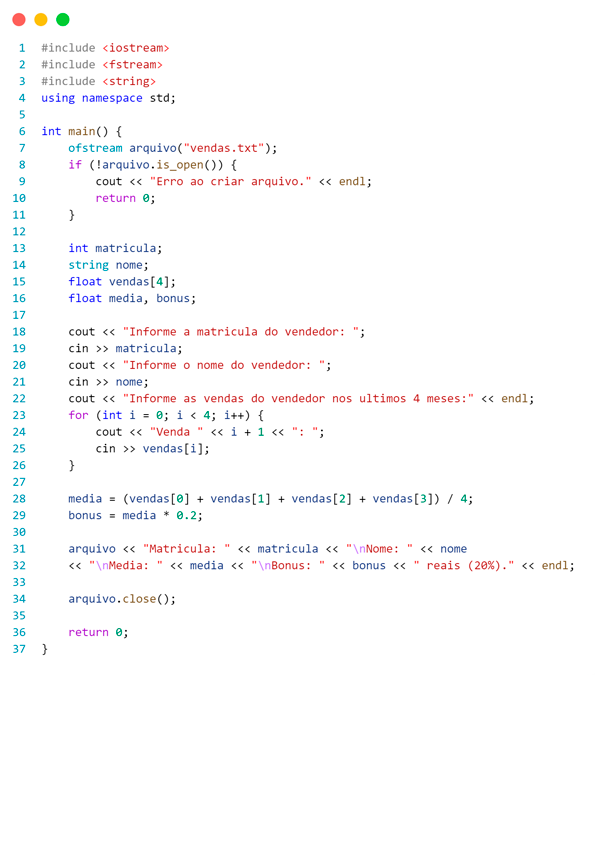 1 #include <iostream>
2 #include <fstream>
3 #include <string>
4 using namespace std;
5
6 int main() {
7     ofstream arquivo("vendas.txt");
8     if (!arquivo.is_open()) {
9         cout << "Erro ao criar arquivo." << endl;
10         return 0;
11     }
12
13     int matricula;
14     string nome;
15     float vendas[4];
16     float media, bonus;
17
18     cout << "Informe a matricula do vendedor: ";
19     cin >> matricula;
20     cout << "Informe o nome do vendedor: ";
21     cin >> nome;
22     cout << "Informe as vendas do vendedor nos ultimos 4 meses:" << endl;
23     for (int i = 0; i < 4; i++) {
24         cout << "Venda " << i + 1 << ": ";
25         cin >> vendas[i];
26     }
27
28     media = (vendas[0] + vendas[1] + vendas[2] + vendas[3]) / 4;
29     bonus = media * 0.2;
30
31     arquivo << "Matricula: " << matricula << "\nNome: " << nome
32     << "\nMedia: " << media << "\nBonus: " << bonus << " reais (20%)." << endl;
33
34     arquivo.close();
35
36     return 0;
37 }